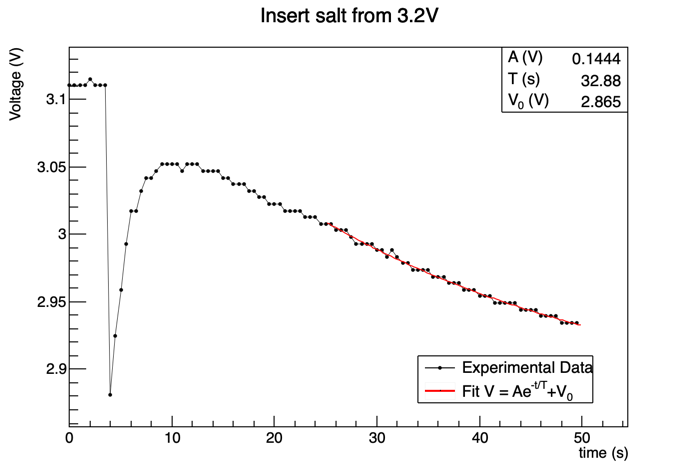 Insert salt from 3.2V
Voltage (V)
A (V) 0.1444
T (s) 32.88
V₀ (V) 2.865
3.1
3.05
3
2.95
2.9
Experimental Data
Fit V = Ae^-t/T+V₀
0 10 20 30 40 50
time (s)